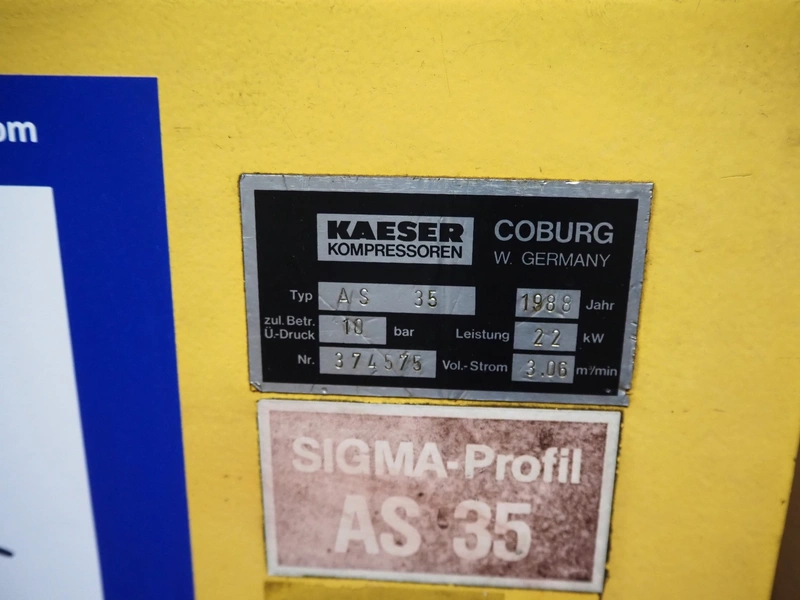 om
KAESER
KOMPRESSOREN
COBURG
W. GERMANY
Typ A/S 35 1988 Jahr
zul. Betr. Ü.-Druck 10 bar Leistung 22 kW
Nr. 374575 Vol.-Strom 3.06 m³/min
SIGMA-Profil
AS 35